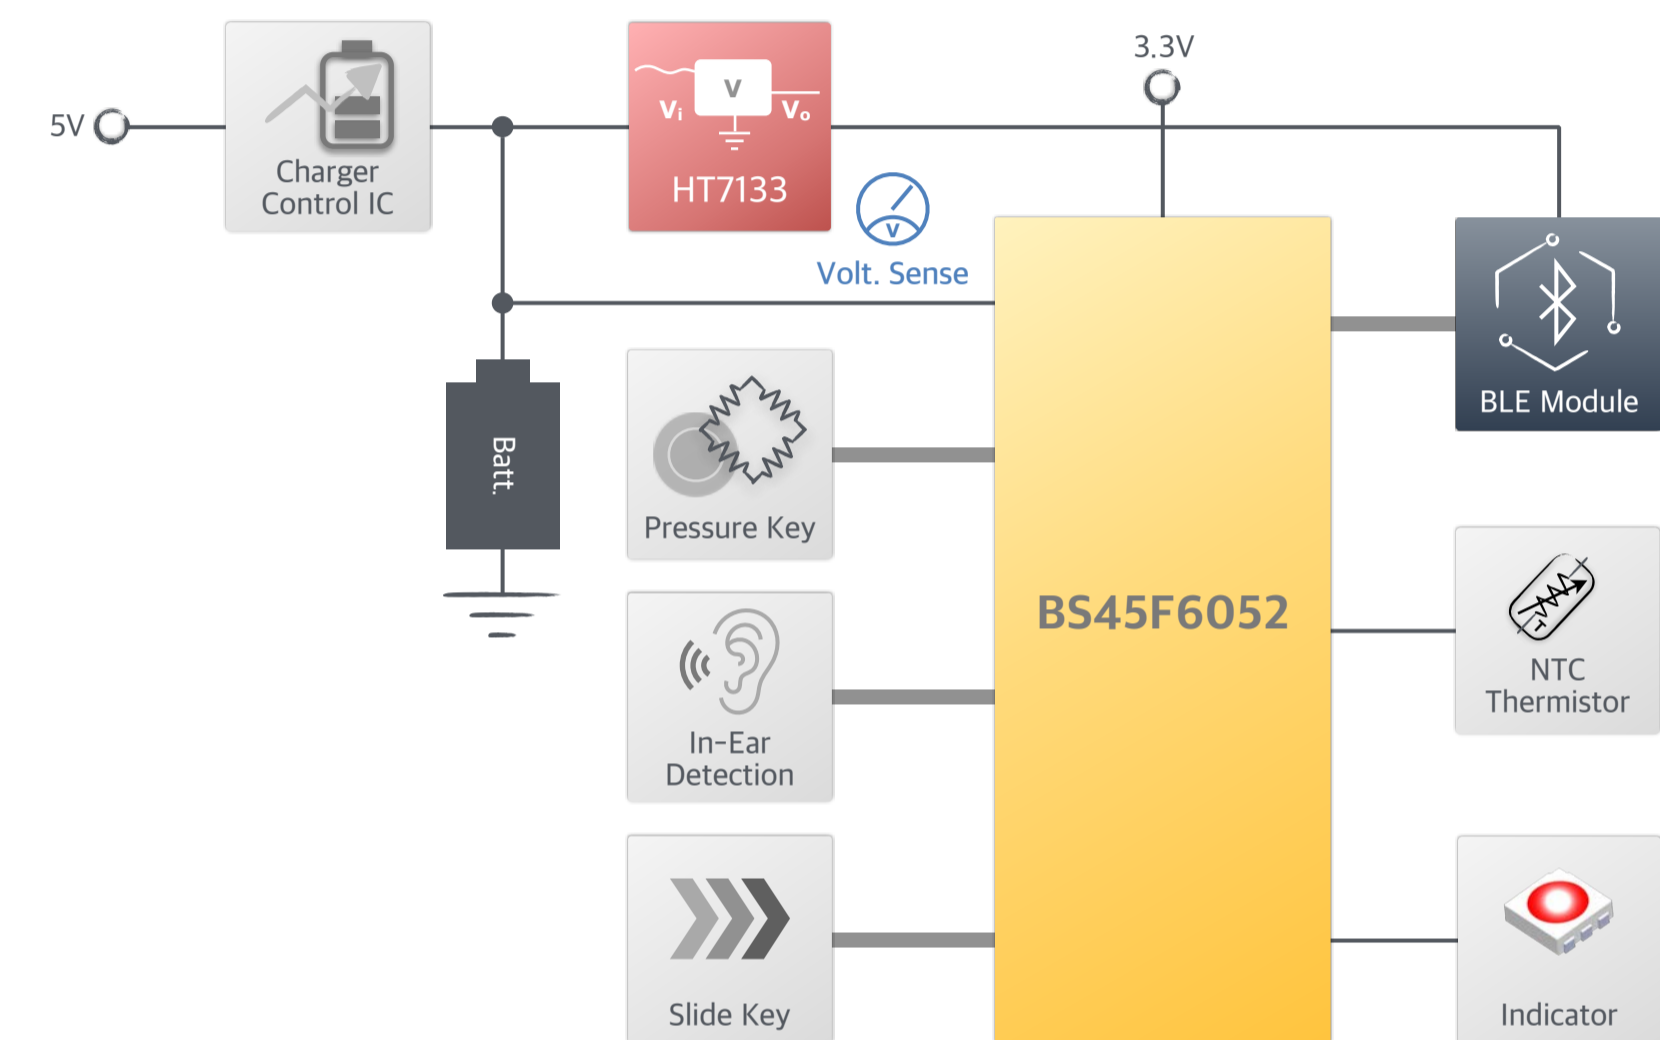 3.3V
5V
V
Vi
Vo
Charger
Control IC
HT7133
V
Volt. Sense
BLE Module
Batt.
Pressure Key
BS45F6052
T
NTC
Thermistor
In-Ear
Detection
Slide Key
Indicator